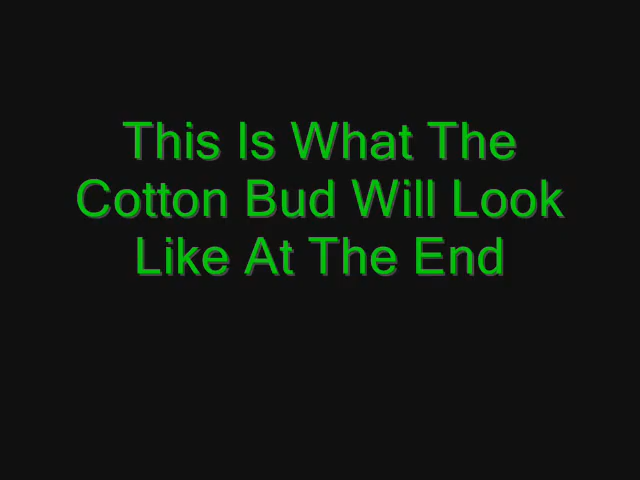 This Is What The
Cotton Bud Will Look
Like At The End